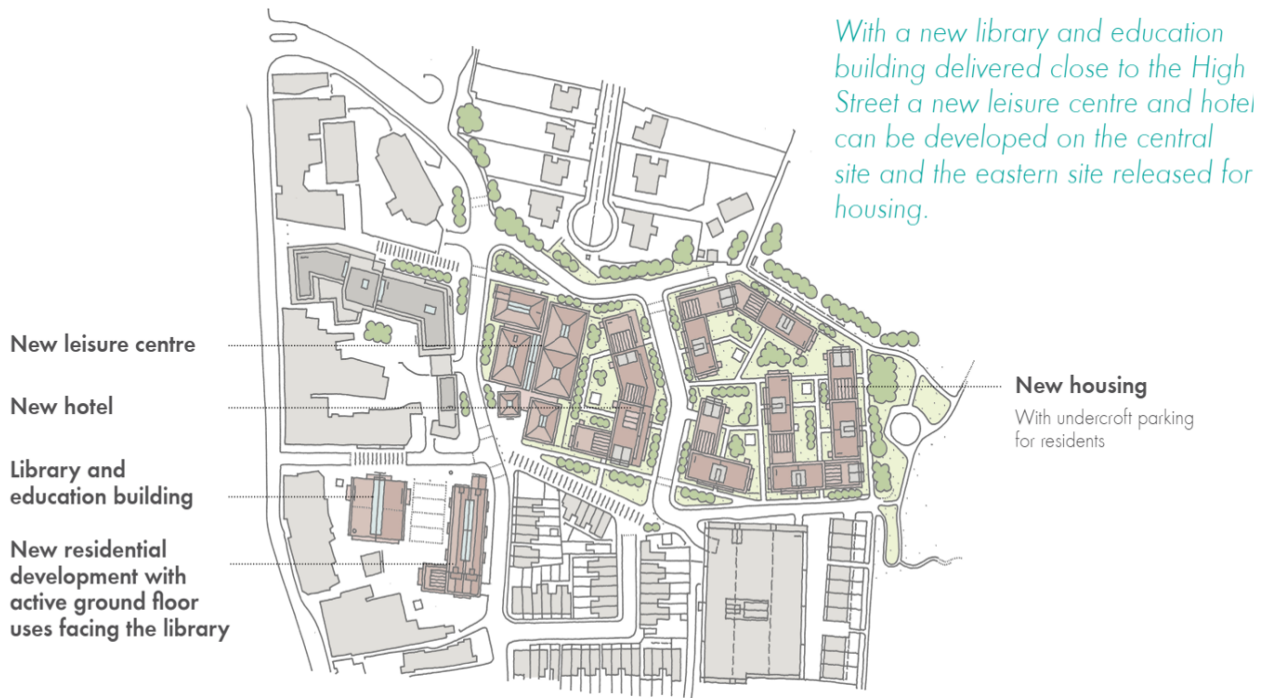 With a new library and education
building delivered close to the High
Street a new leisure centre and hotel
can be developed on the central
site and the eastern site released for
housing.
New leisure centre
New hotel
Library and
education building
New residential
development with
active ground floor
uses facing the library
New housing
With undercroft parking
for residents